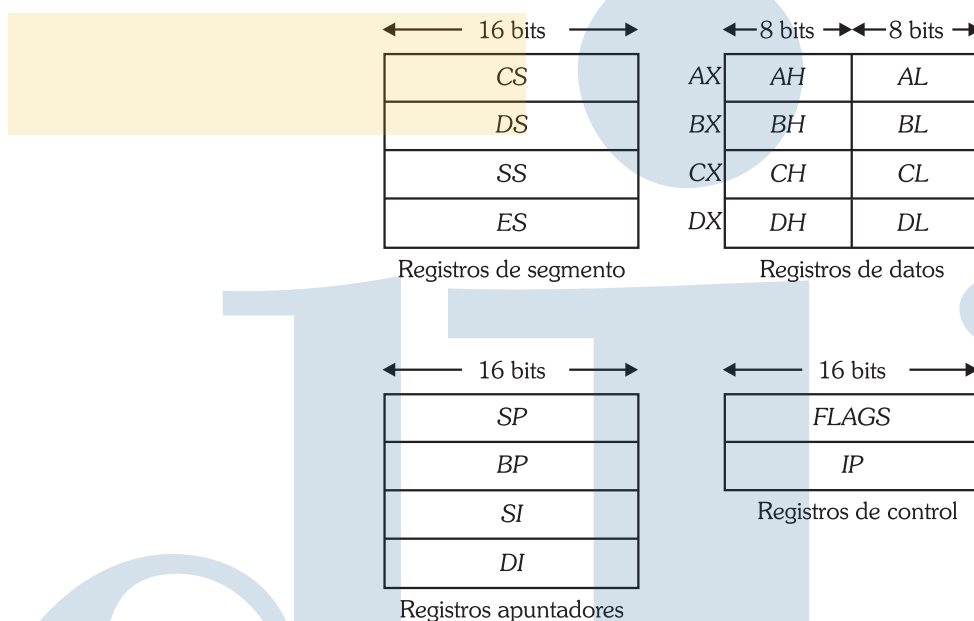 16 bits
CS
DS
SS
ES
Registros de segmento
8 bits 8 bits
AX AH AL
BX BH BL
CX CH CL
DX DH DL
Registros de datos
16 bits
SP
BP
SI
DI
Registros apuntadores
16 bits
FLAGS
IP
Registros de control